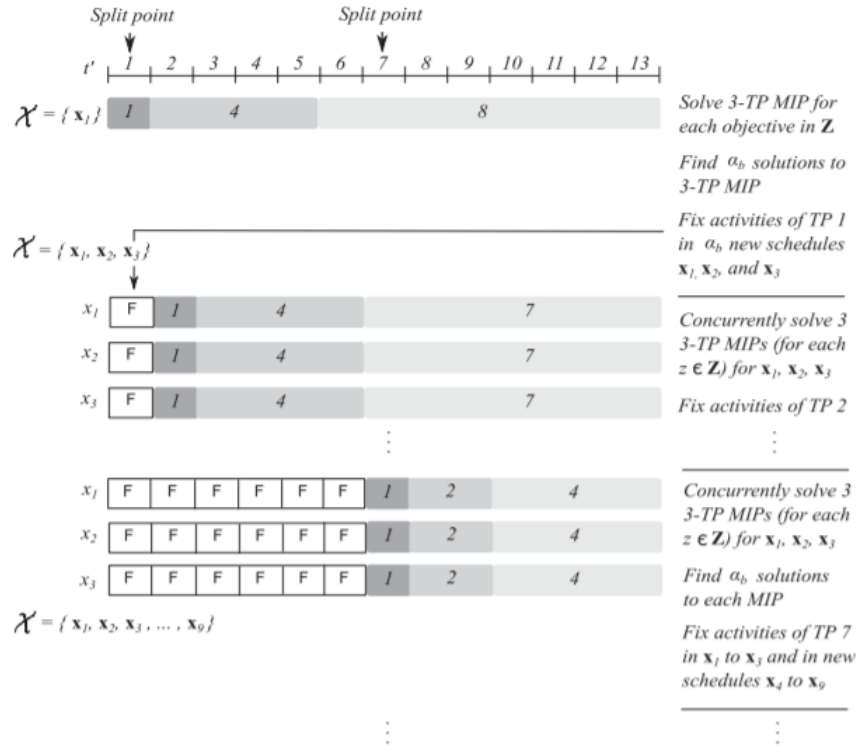 Split point Split point
t' 1 2 3 4 5 6 7 8 9 10 11 12 13
𝒳 = { x₁} 1 4 8
Solve 3-TP MIP for
each objective in Z
Find α_b solutions to
3-TP MIP
Fix activities of TP 1
in α_b new schedules
x₁, x₂, and x₃
𝒳 = { x₁, x₂, x₃}
x₁ F 1 4 7
x₂ F 1 4 7
x₃ F 1 4 7
Concurrently solve 3
3-TP MIPs (for each
z ϵ Z) for x₁, x₂, x₃
Fix activities of TP 2
x₁ F F F F F F 1 2 4
x₂ F F F F F F 1 2 4
x₃ F F F F F F 1 2 4
Concurrently solve 3
3-TP MIPs (for each
z ϵ Z) for x₁, x₂, x₃
Find α_b solutions
to each MIP
𝒳 = { x₁, x₂, x₃ , ... , x₉}
Fix activities of TP 7
in x₁ to x₃ and in new
schedules x₄ to x₉